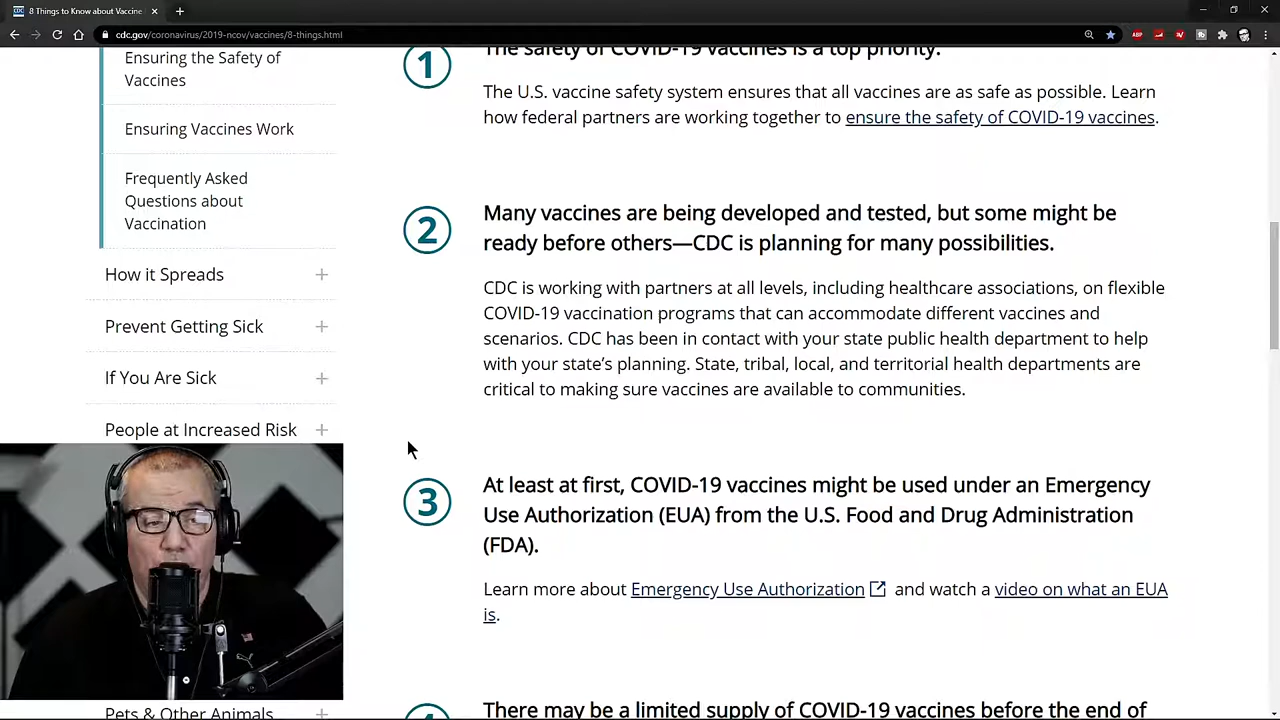 CDC
8 Things to Know about Vaccine
cdc.gov/coronavirus/2019-ncov/vaccines/8-things.html
ABP
Ensuring the Safety of
Vaccines
Ensuring Vaccines Work
Frequently Asked
Questions about
Vaccination
How it Spreads
Prevent Getting Sick
If You Are Sick
People at Increased Risk
Pets & Other Animals
1
The safety of COVID-19 vaccines is a top priority.
The U.S. vaccine safety system ensures that all vaccines are as safe as possible. Learn
how federal partners are working together to ensure the safety of COVID-19 vaccines.
2
Many vaccines are being developed and tested, but some might be
ready before others—CDC is planning for many possibilities.
CDC is working with partners at all levels, including healthcare associations, on flexible
COVID-19 vaccination programs that can accommodate different vaccines and
scenarios. CDC has been in contact with your state public health department to help
with your state’s planning. State, tribal, local, and territorial health departments are
critical to making sure vaccines are available to communities.
3
At least at first, COVID-19 vaccines might be used under an Emergency
Use Authorization (EUA) from the U.S. Food and Drug Administration
(FDA).
Learn more about Emergency Use Authorization and watch a video on what an EUA
is.
There may be a limited supply of COVID-19 vaccines before the end of